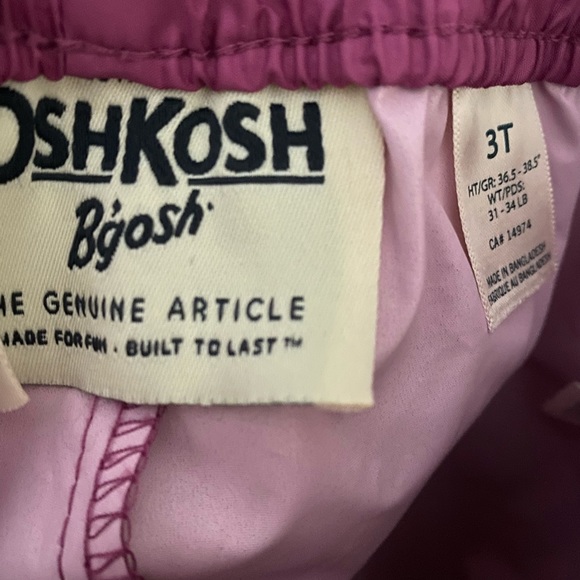 OSHKOSH
B'gosh
THE GENUINE ARTICLE
MADE FOR FUN . BUILT TO LAST ™
3T
HT/GR: 36.5 - 38.5"
WT/PDS:
31 - 34 LB
CA# 14974
MADE IN BANGLADESH
FABRIQUE AU BANGLADESH